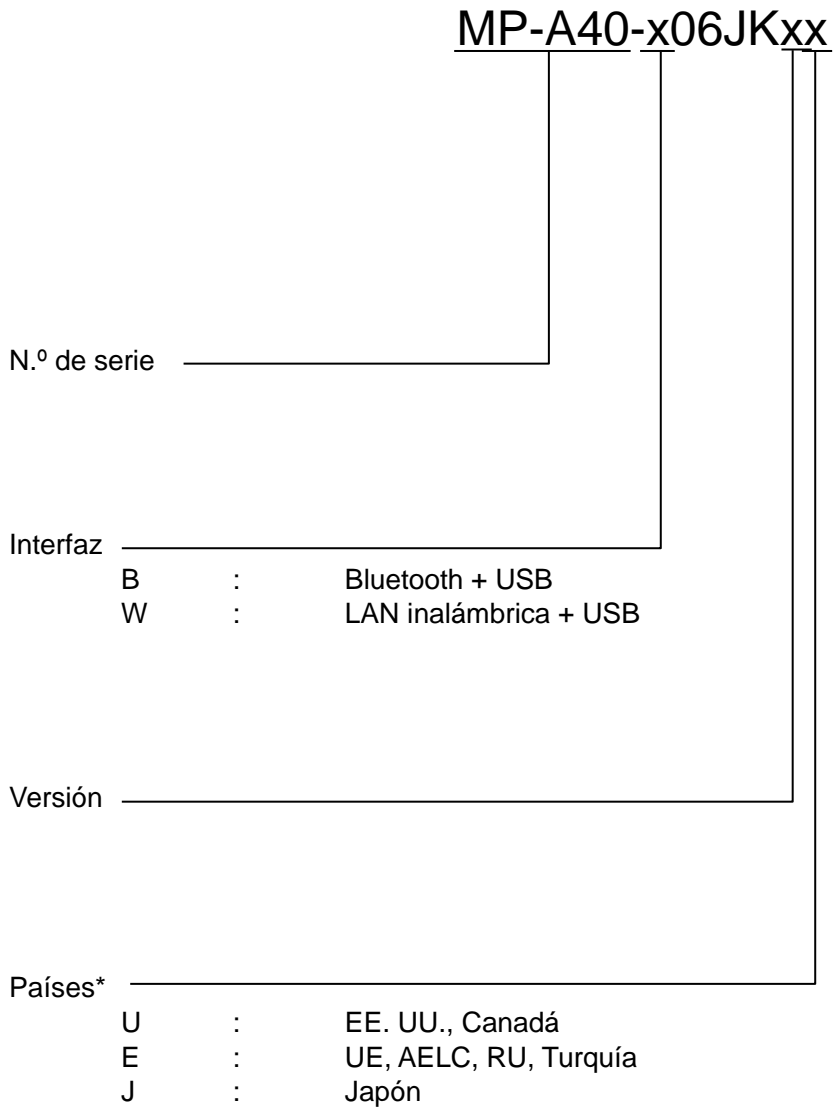 MP-A40-x06JKxx
N.º de serie
Interfaz
B : Bluetooth + USB
W : LAN inalámbrica + USB
Versión
Países*
U : EE. UU., Canadá
E : UE, AELC, RU, Turquía
J : Japón